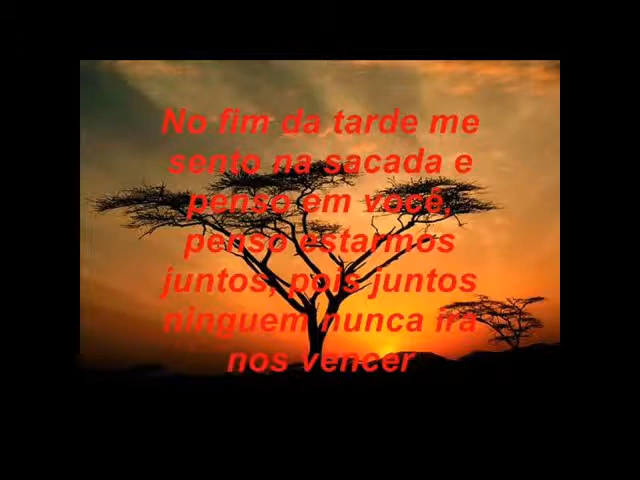 No fim da tarde me
sento na sacada e
penso em você,
penso estarmos
juntos, pois juntos
ninguem nunca ira
nos vencer